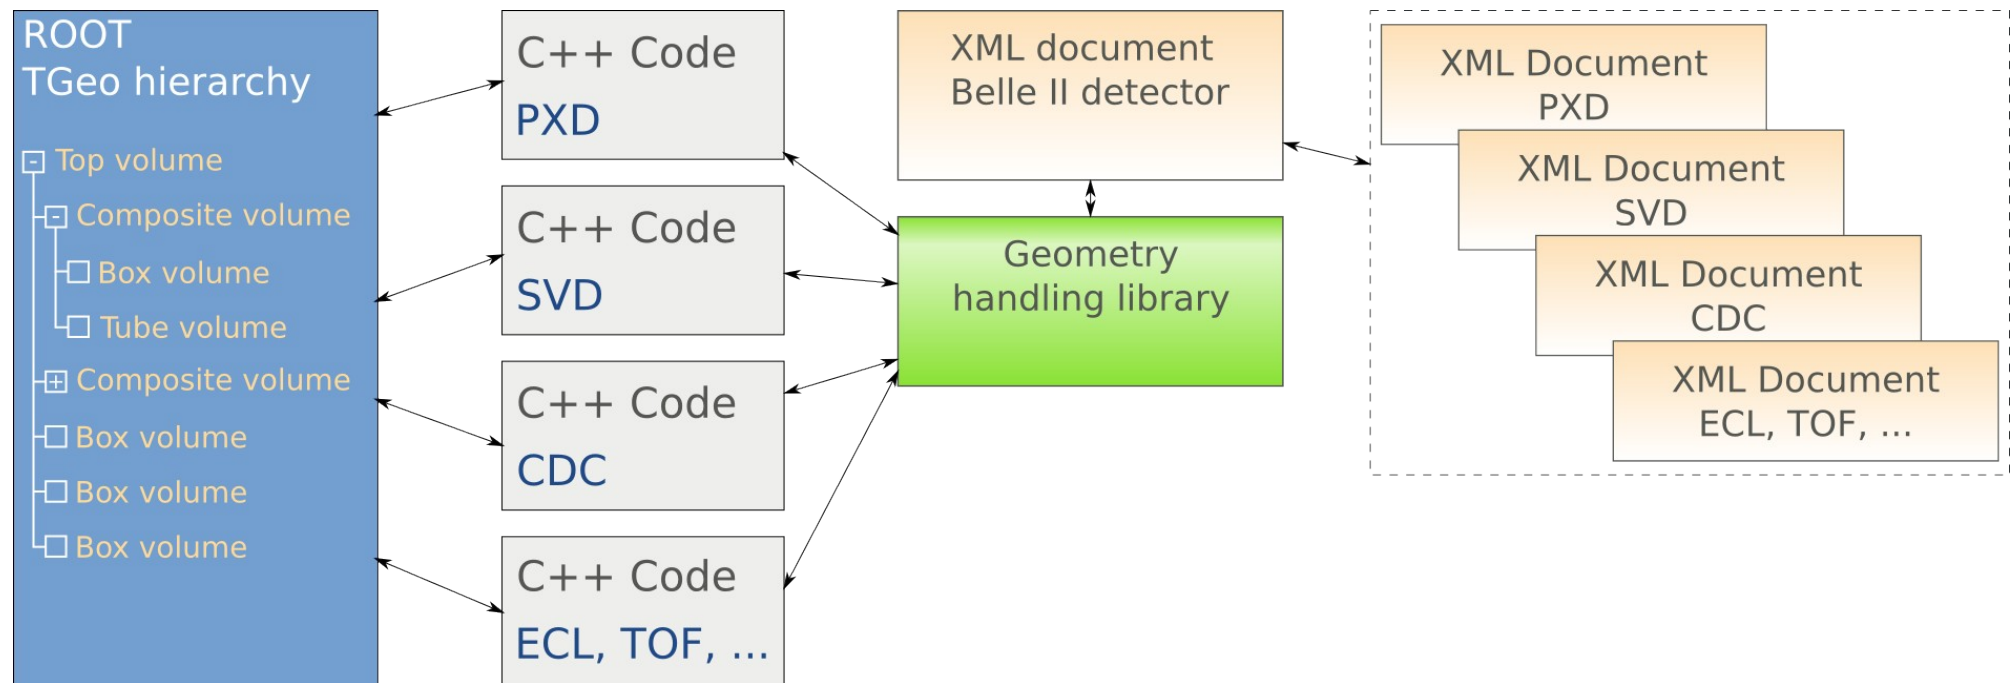 ROOT
TGeo hierarchy
Top volume
Composite volume
Box volume
Tube volume
Composite volume
Box volume
Box volume
Box volume
C++ Code
PXD
C++ Code
SVD
C++ Code
CDC
C++ Code
ECL, TOF, ...
XML document
Belle II detector
Geometry
handling library
XML Document
PXD
XML Document
SVD
XML Document
CDC
XML Document
ECL, TOF, ...